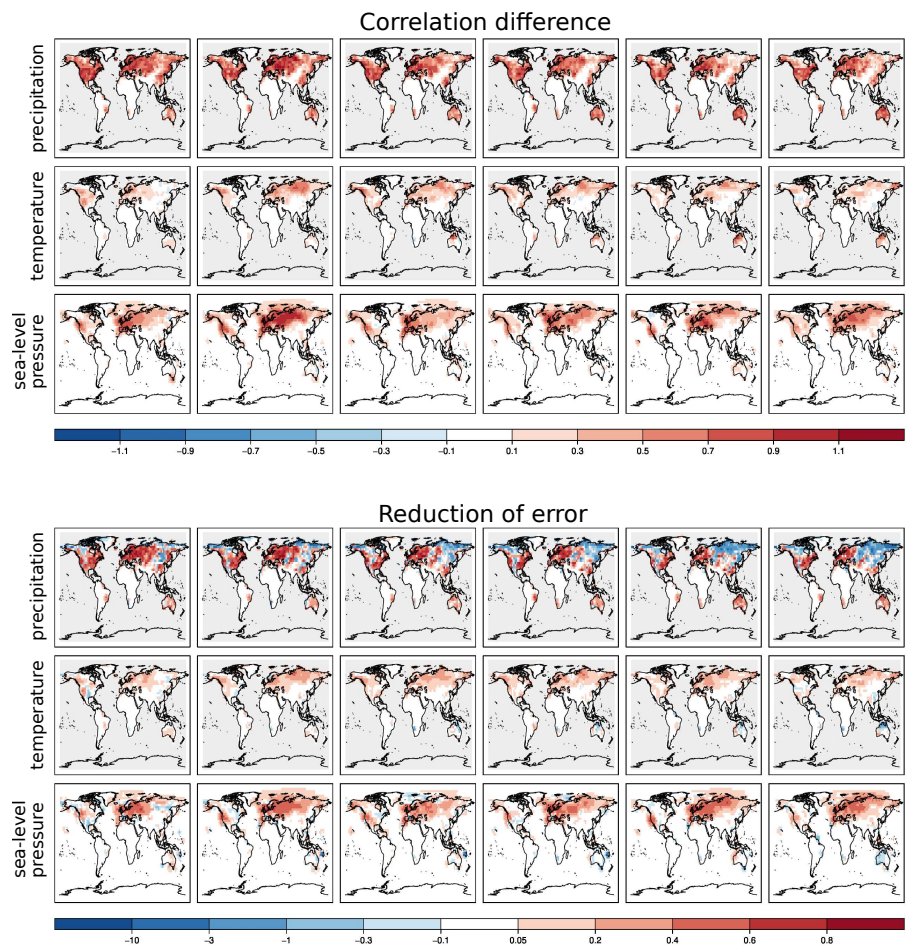 Correlation difference
precipitation
temperature
sea-level
pressure
−1.1 −0.9 −0.7 −0.5 −0.3 −0.1 0.1 0.3 0.5 0.7 0.9 1.1
Reduction of error
precipitation
temperature
sea-level
pressure
−10 −3 −1 −0.3 −0.1 0.05 0.2 0.4 0.6 0.8